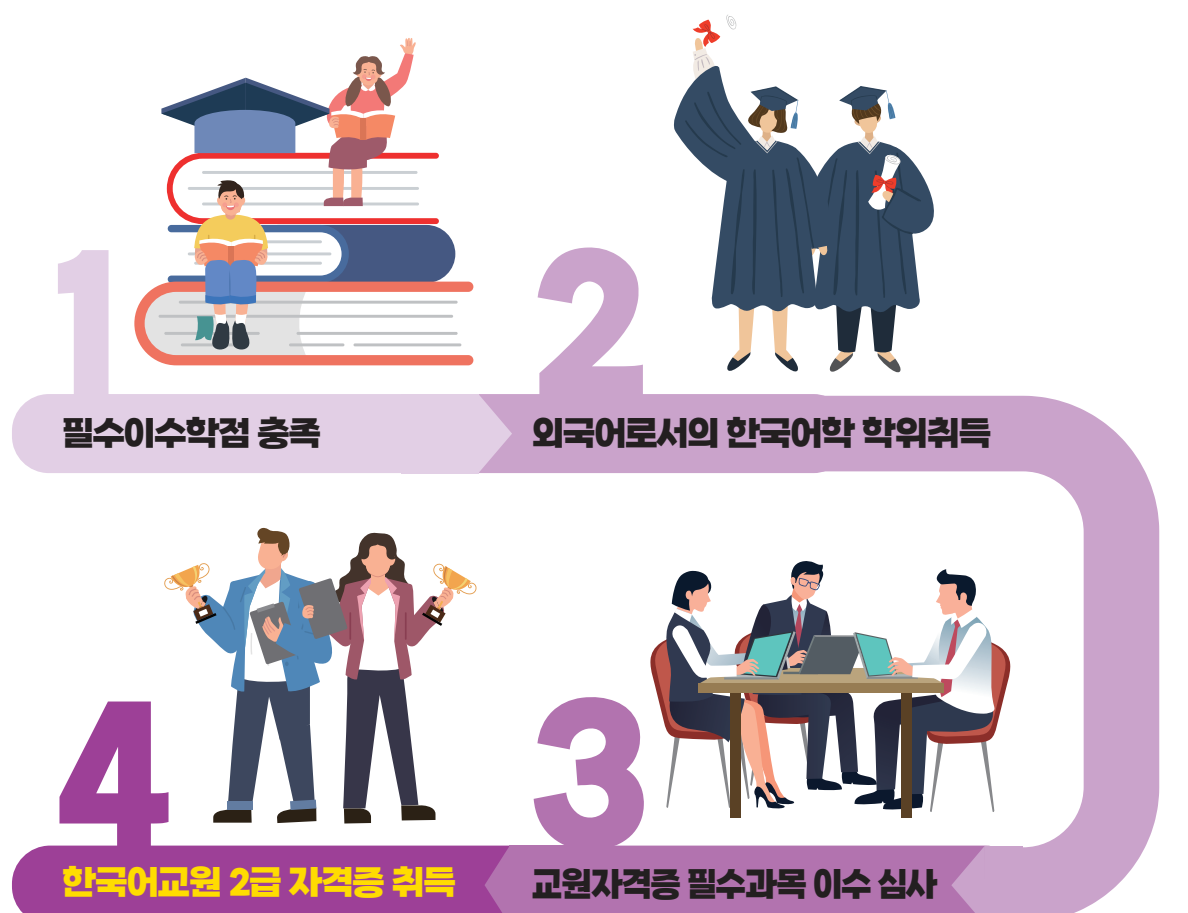 1
필수이수학점 충족
2
외국어로서의 한국어학 학위취득
3
교원자격증 필수과목 이수 심사
4
한국어교원 2급 자격증 취득